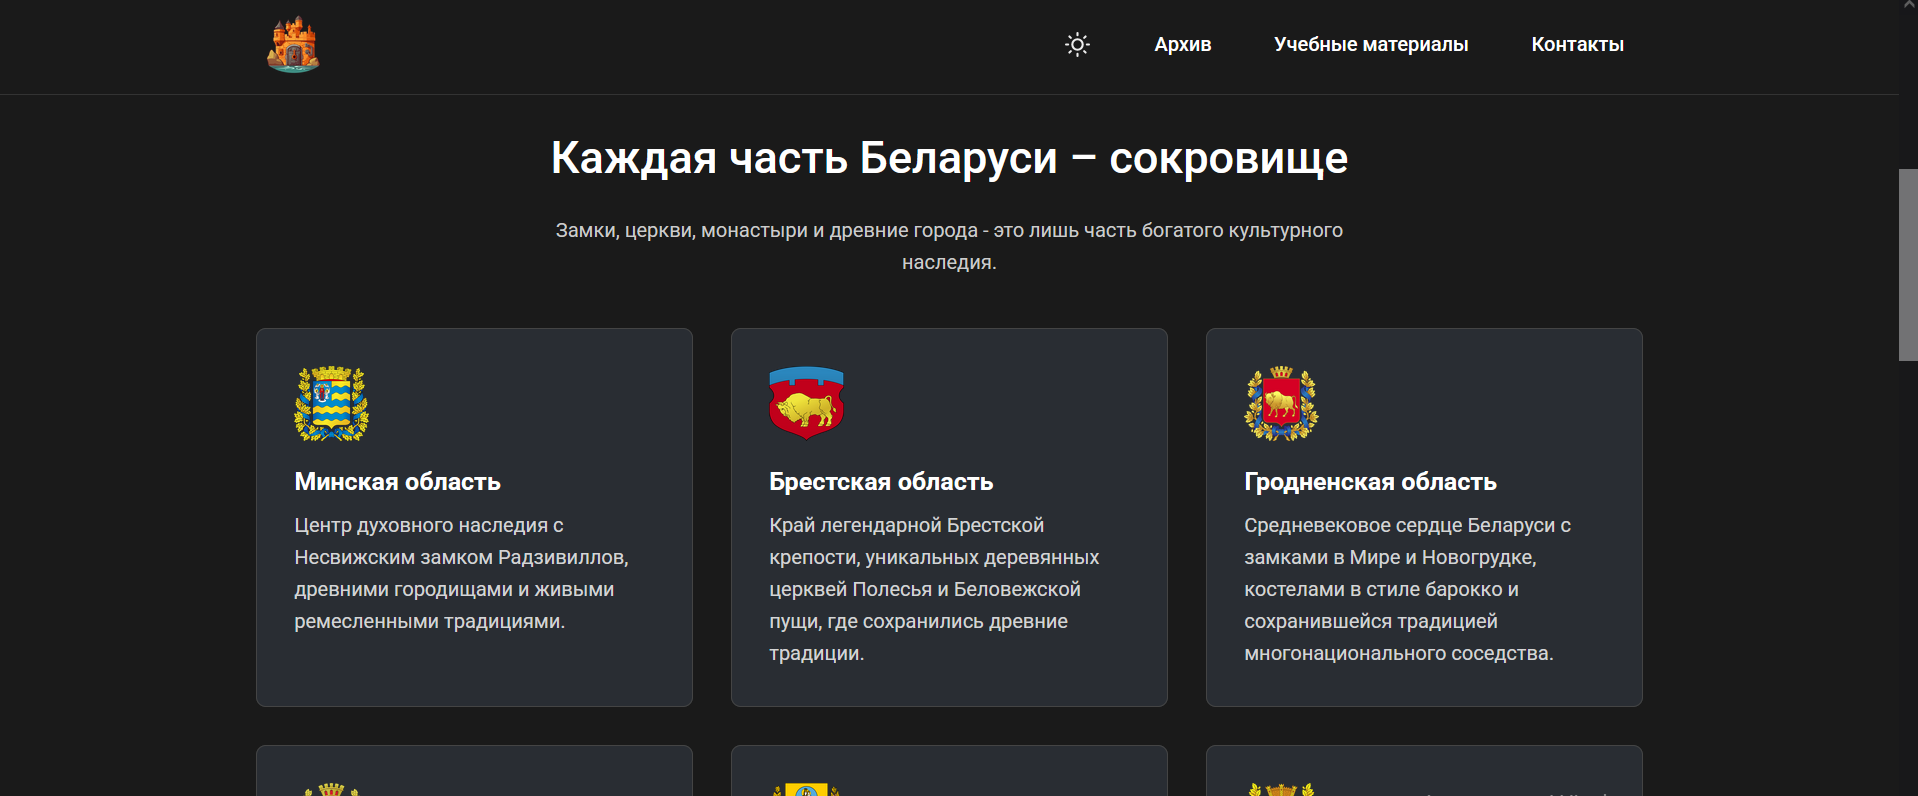 Архив
Учебные материалы
Контакты
Каждая часть Беларуси – сокровище
Замки, церкви, монастыри и древние города - это лишь часть богатого культурного
наследия.
Минская область
Центр духовного наследия с
Несвижским замком Радзивиллов,
древними городищами и живыми
ремесленными традициями.
Брестская область
Край легендарной Брестской
крепости, уникальных деревянных
церквей Полесья и Беловежской
пущи, где сохранились древние
традиции.
Гродненская область
Средневековое сердце Беларуси с
замками в Мире и Новогрудке,
костелами в стиле барокко и
сохранившейся традицией
многонационального соседства.